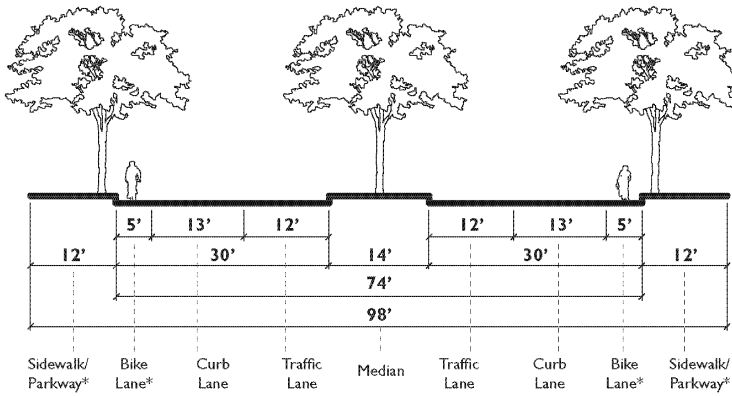 5' 13' 12' 12' 13' 5'
12' 30' 14' 30' 12'
74'
98'
Sidewalk/ Bike Curb Traffic Median Traffic Curb Bike Sidewalk/
Parkway* Lane* Lane Lane Lane Lane Lane* Parkway*